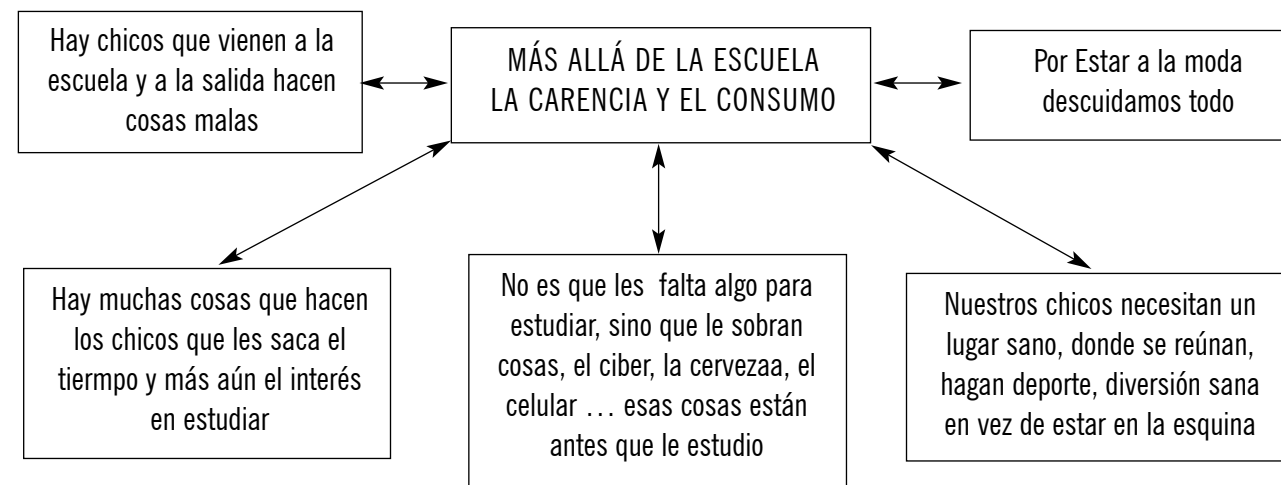 Hay chicos que vienen a la
escuela y a la salida hacen
cosas malas
MÁS ALLÁ DE LA ESCUELA
LA CARENCIA Y EL CONSUMO
Por Estar a la moda
descuidamos todo
Hay muchas cosas que hacen
los chicos que les saca el
tiermpo y más aún el interés
en estudiar
No es que les falta algo para
estudiar, sino que le sobran
cosas, el ciber, la cervezaa, el
celular … esas cosas están
antes que le estudio
Nuestros chicos necesitan un
lugar sano, donde se reúnan,
hagan deporte, diversión sana
en vez de estar en la esquina